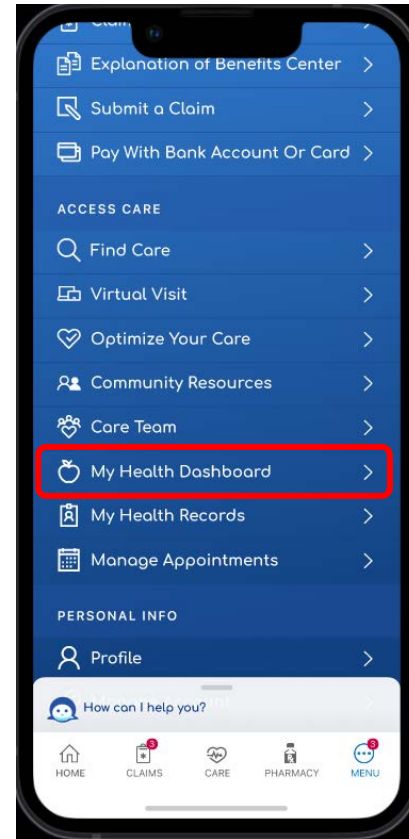 Explanation of Benefits Center
Submit a Claim
Pay With Bank Account Or Card
ACCESS CARE
Find Care
Virtual Visit
Optimize Your Care
Community Resources
Care Team
My Health Dashboard
My Health Records
Manage Appointments
PERSONAL INFO
Profile
How can I help you?
3
3
HOME CLAIMS CARE PHARMACY MENU